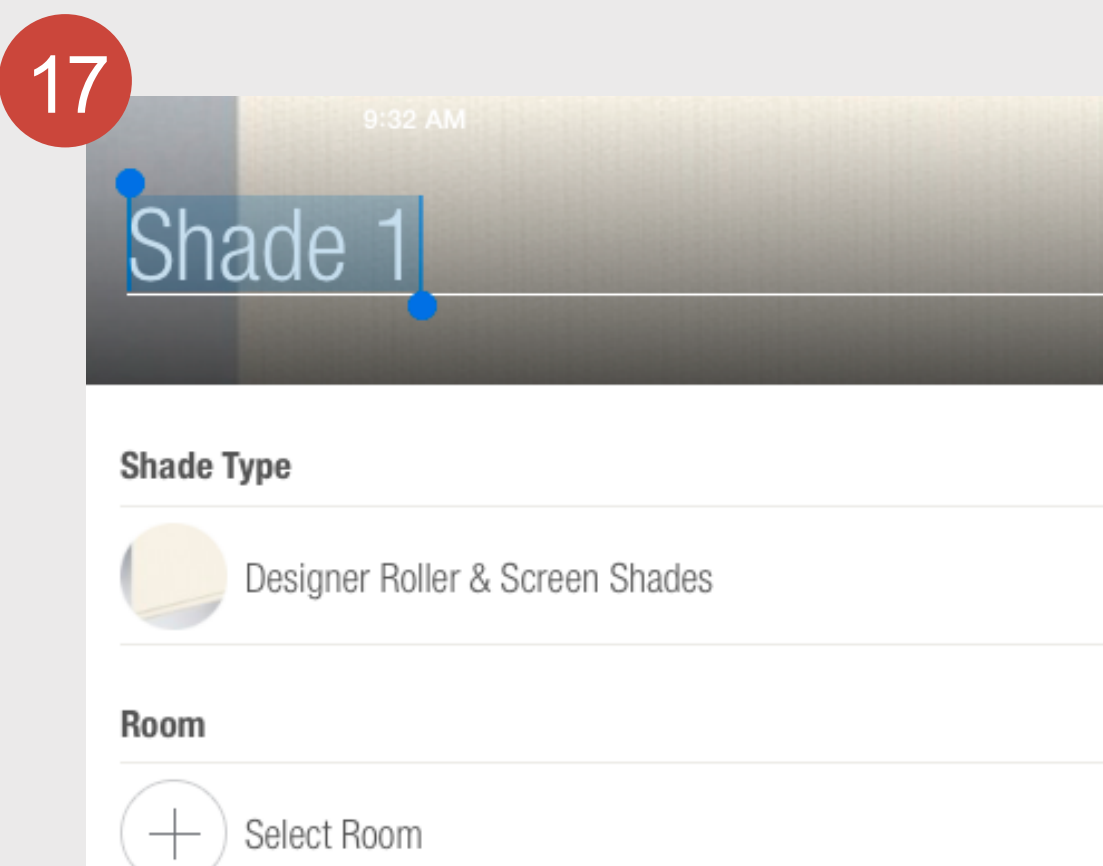 17
9:32 AM
Shade 1
Shade Type
Designer Roller & Screen Shades
Room
Select Room